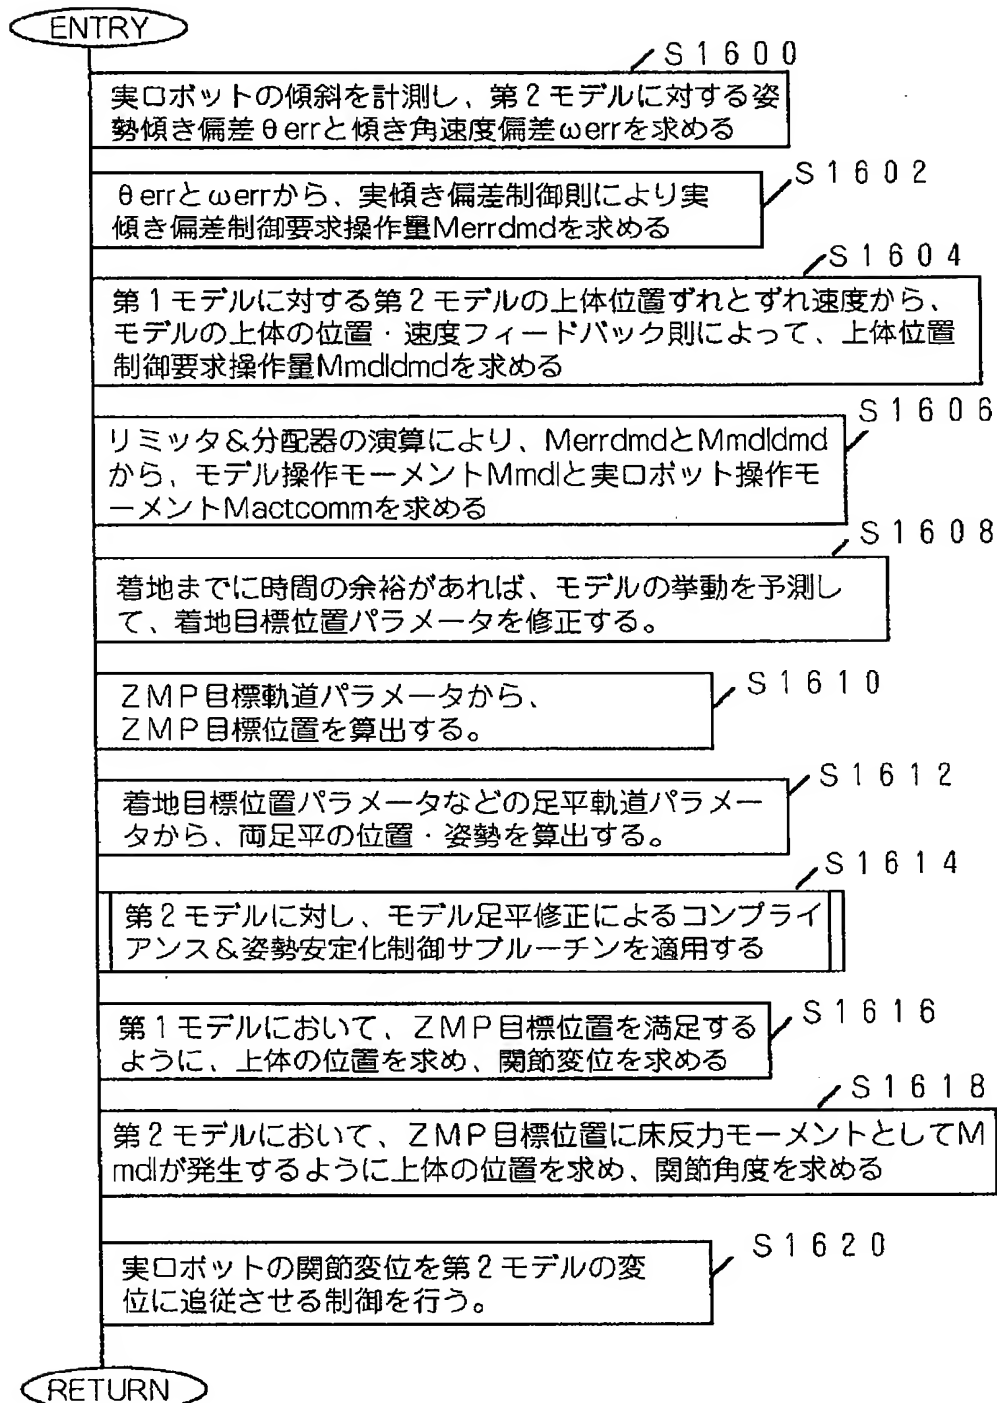 ENTRY
S1600
実ロボットの傾斜を計測し、第2モデルに対する姿
勢傾き偏差θerrと傾き角速度偏差ωerrを求める
S1602
θerrとωerrから、実傾き偏差制御則により実
傾き偏差制御要求操作量Merrdmdを求める
S1604
第1モデルに対する第2モデルの上体位置ずれとずれ速度から、
モデルの上体の位置・速度フィードバック則によって、上体位置
制御要求操作量Mmdldmdを求める
S1606
リミッタ&分配器の演算により、MerrdmdとMmdldmd
から、モデル操作モーメントMmdlと実ロボット操作モ
ーメントMactcommを求める
S1608
着地までに時間の余裕があれば、モデルの挙動を予測し
て、着地目標位置パラメータを修正する。
S1610
ZMP目標軌道パラメータから、
ZMP目標位置を算出する。
S1612
着地目標位置パラメータなどの足平軌道パラメー
タから、両足平の位置・姿勢を算出する。
S1614
第2モデルに対し、モデル足平修正によるコンプライ
アンス&姿勢安定化制御サブルーチンを適用する
S1616
第1モデルにおいて、ZMP目標位置を満足する
ように、上体の位置を求め、関節変位を求める
S1618
第2モデルにおいて、ZMP目標位置に床反力モーメントとしてM
mdlが発生するように上体の位置を求め、関節角度を求める
S1620
実ロボットの関節変位を第2モデルの変
位に追従させる制御を行う。
RETURN